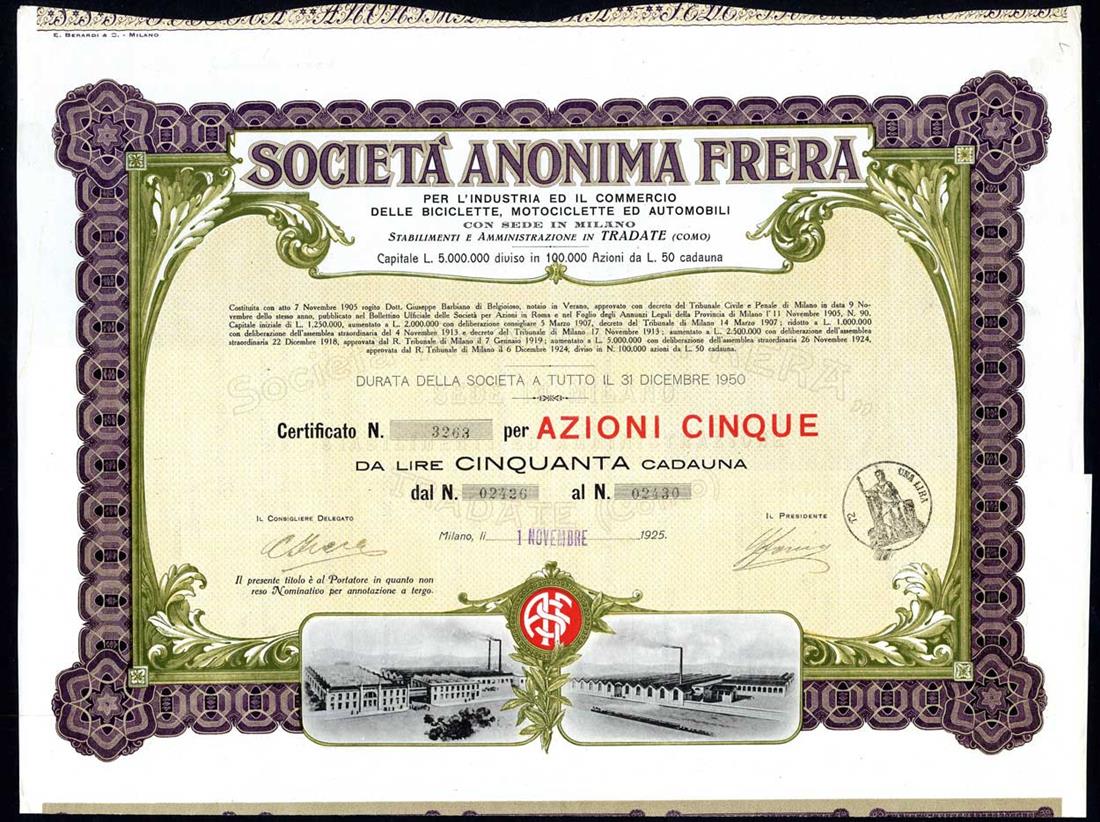 E. BERARDI & C. - MILANO
SOCIETÀ ANONIMA FRERA
PER L'INDUSTRIA ED IL COMMERCIO
DELLE BICICLETTE, MOTOCICLETTE ED AUTOMOBILI
CON SEDE IN MILANO
STABILIMENTI E AMMINISTRAZIONE IN TRADATE (COMO)
Capitale L. 5.000.000 diviso in 100.000 Azioni da L. 50 cadauna
Costituita con atto 7 Novembre 1905 rogito Dott. Giuseppe Barbiano di Belgioioso, notaio in Verano, approvato con decreto del Tribunale Civile e Penale di Milano in data 9 No-
vembre dello stesso anno, pubblicato nel Bollettino Ufficiale delle Società per Azioni in Roma e nel Foglio degli Annunzi Legali della Provincia di Milano l'11 Novembre 1905, N. 90.
Capitale iniziale di L. 1.250.000, aumentato a L. 2.000.000 con deliberazione consigliare 5 Marzo 1907, decreto del Tribunale di Milano 14 Marzo 1907; ridotto a L. 1.000.000
con deliberazione dell'assemblea straordinaria del 4 Novembre 1913 e decreto del Tribunale di Milano 17 Novembre 1913; aumentato a L. 2.500.000 con deliberazione dell'assemblea
straordinaria 22 Dicembre 1918, approvata dal R. Tribunale di Milano il 7 Gennaio 1919; aumentato a L. 5.000.000 con deliberazione dell'assemblea straordinaria 26 Novembre 1924,
approvata dal R. Tribunale di Milano il 6 Dicembre 1924; diviso in N. 100.000 azioni da L. 50 cadauna.
DURATA DELLA SOCIETÀ A TUTTO IL 31 DICEMBRE 1950
Certificato N. 3263 per AZIONI CINQUE
DA LIRE CINQUANTA CADAUNA
dal N. 02426 al N. 02430
UNA LIRA
72
IL CONSIGLIERE DELEGATO
IL PRESIDENTE
Milano, li 1 NOVEMBRE 1925.
Il presente titolo è al Portatore in quanto non
reso Nominativo per annotazione a tergo.